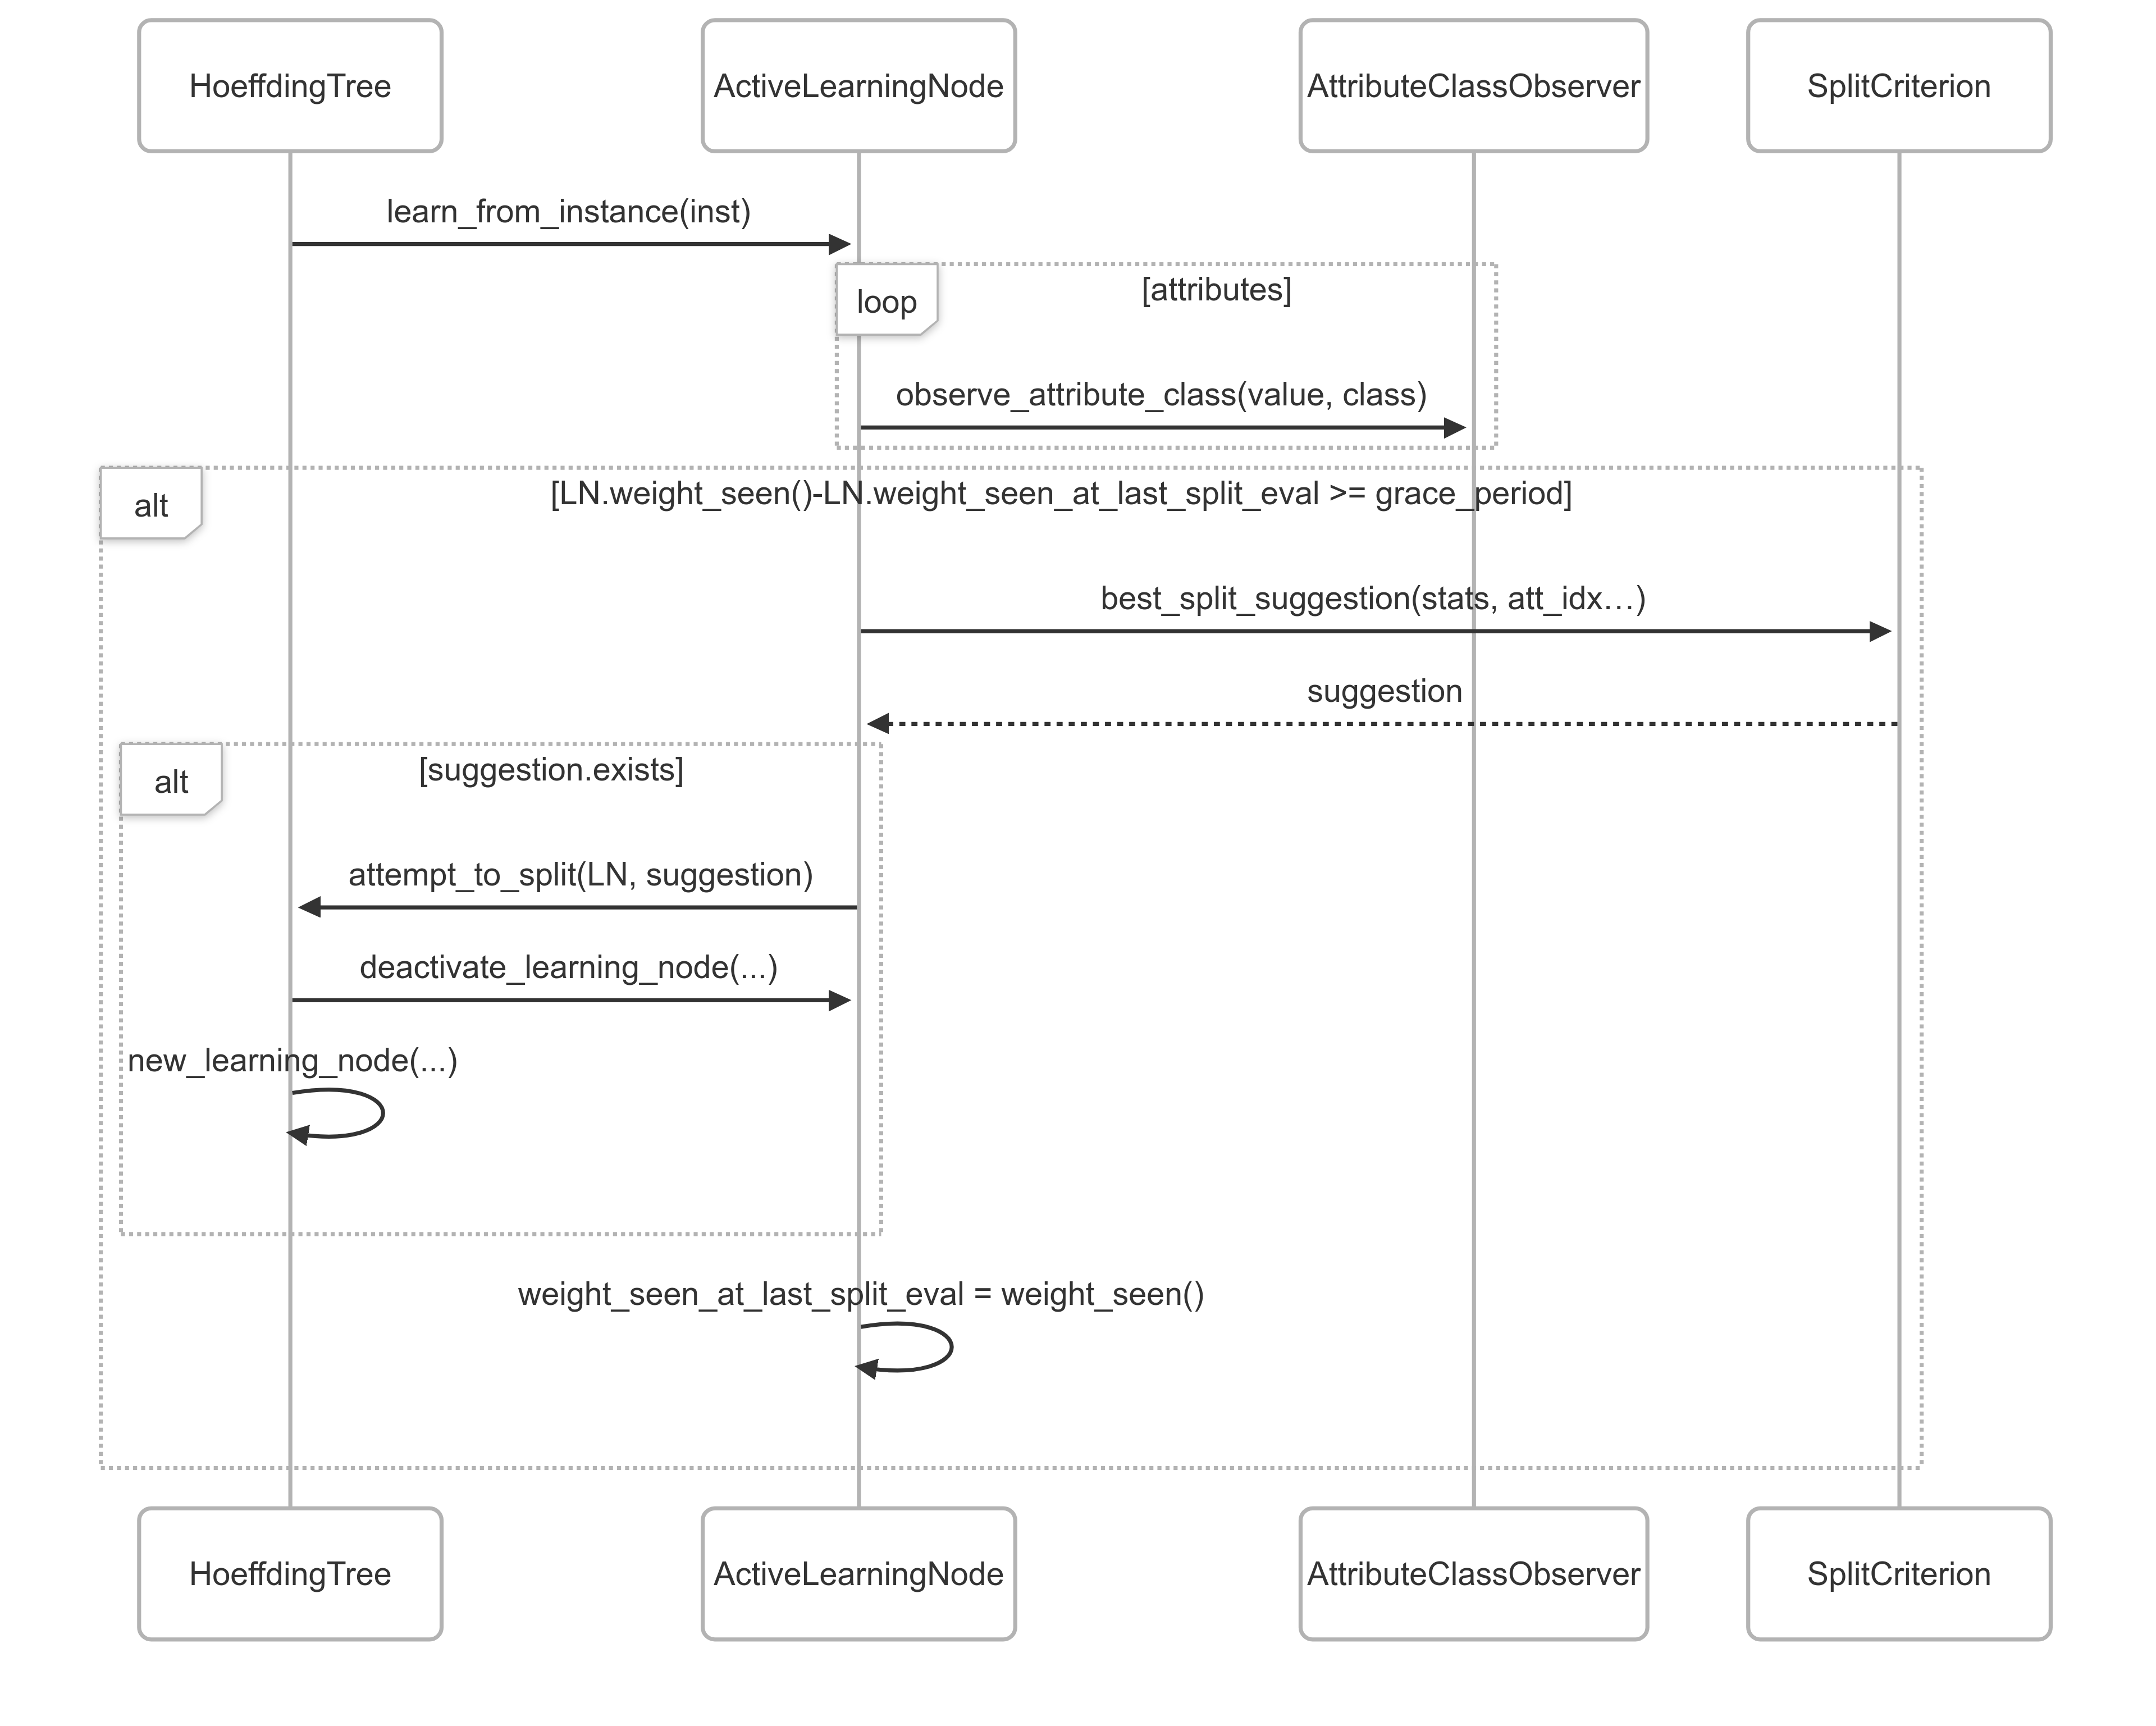 HoeffdingTree
ActiveLearningNode
AttributeClassObserver
SplitCriterion
learn_from_instance(inst)
loop
[attributes]
observe_attribute_class(value, class)
alt
[LN.weight_seen()-LN.weight_seen_at_last_split_eval >= grace_period]
best_split_suggestion(stats, att_idx…)
suggestion
alt
[suggestion.exists]
attempt_to_split(LN, suggestion)
deactivate_learning_node(...)
new_learning_node(...)
weight_seen_at_last_split_eval = weight_seen()
HoeffdingTree
ActiveLearningNode
AttributeClassObserver
SplitCriterion